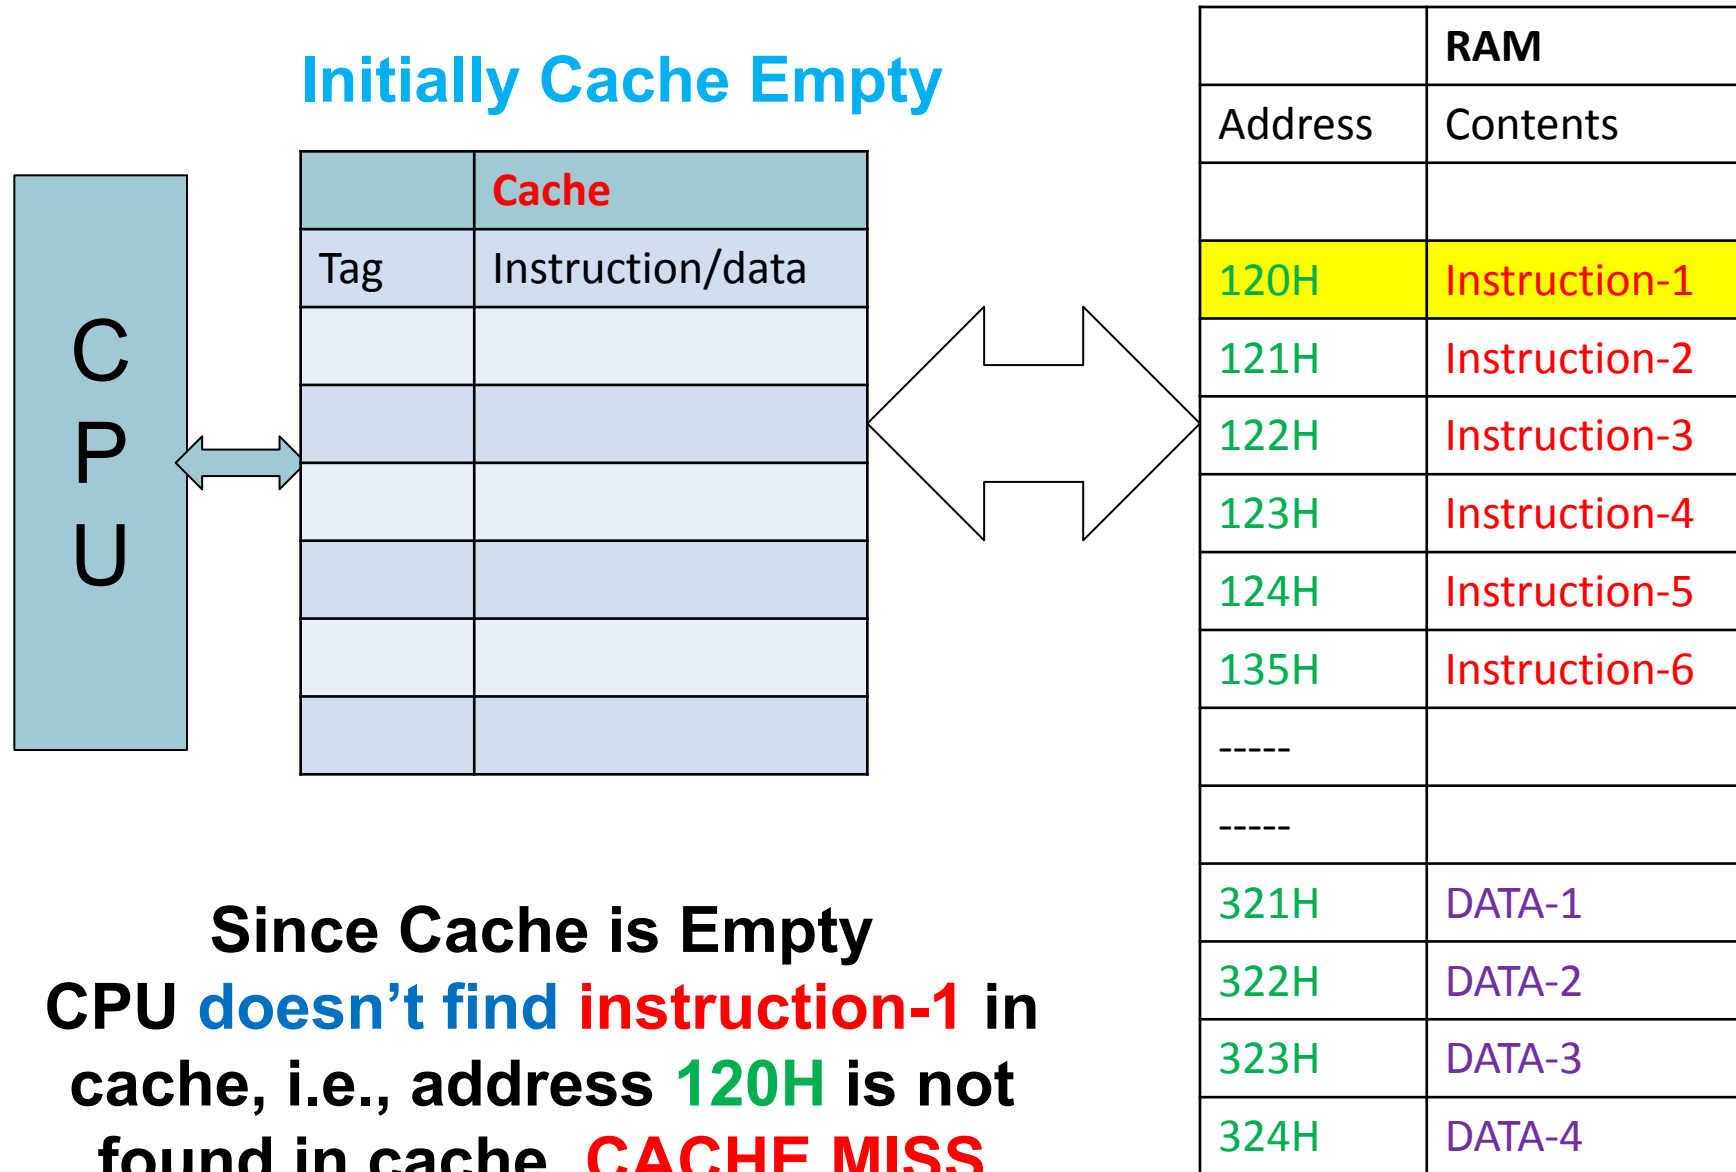 Initially Cache Empty
C
P
U
Cache
Tag Instruction/data
RAM
Address Contents
120H Instruction-1
121H Instruction-2
122H Instruction-3
123H Instruction-4
124H Instruction-5
135H Instruction-6
-----
-----
321H DATA-1
322H DATA-2
323H DATA-3
324H DATA-4
Since Cache is Empty
CPU doesn’t find instruction-1 in
cache, i.e., address 120H is not
found in cache CACHE MISS